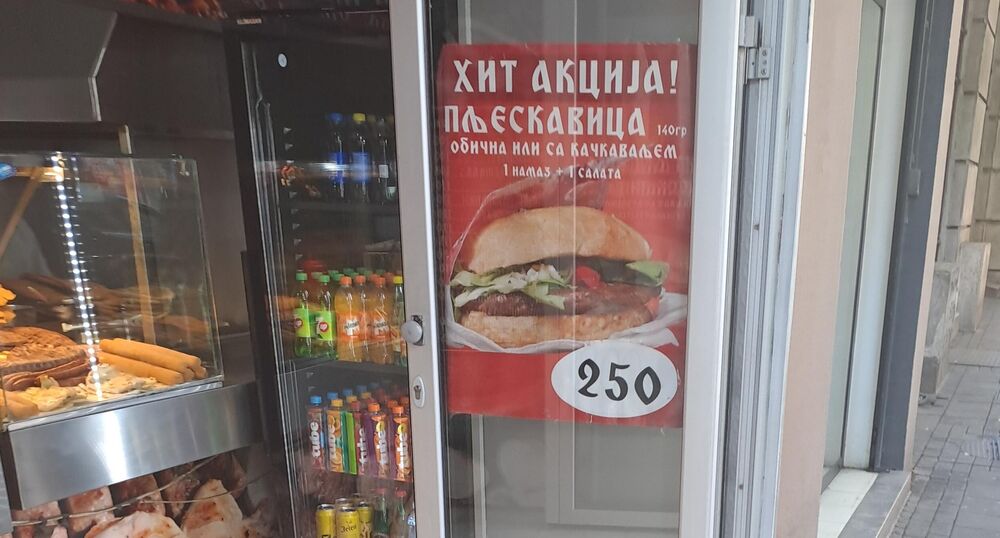 ХИТ АКЦИЈА!
ПЉЕСКАВИЦА 140гр
ОБИЧНА ИЛИ СА КАЧКАВАЉЕМ
1 НАМАЗ + 1 САЛАТА
250